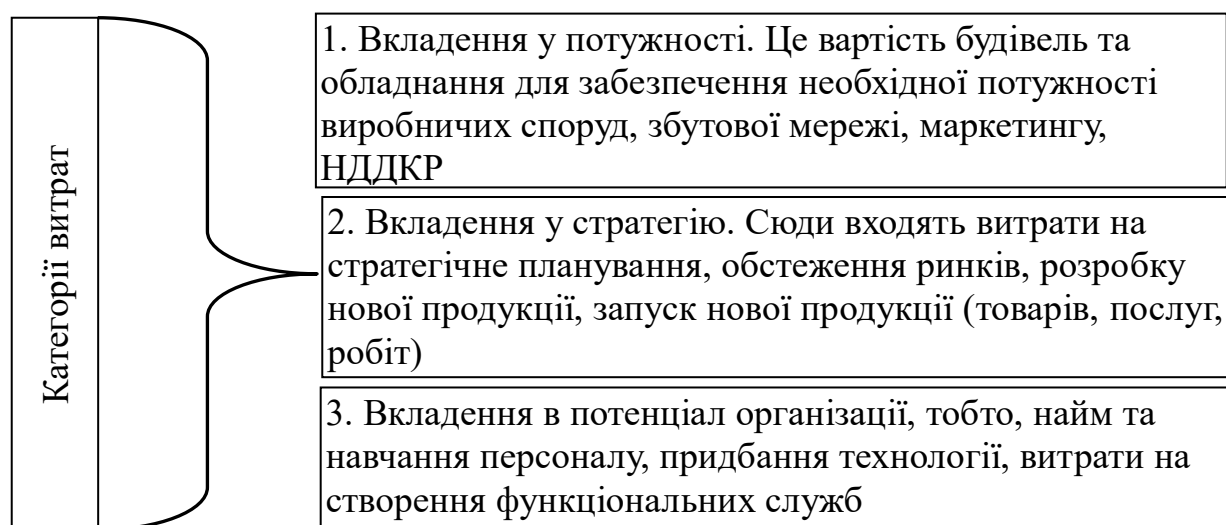 Категорії витрат
1. Вкладення у потужності. Це вартість будівель та
обладнання для забезпечення необхідної потужності
виробничих споруд, збутової мережі, маркетингу,
НДДКР
2. Вкладення у стратегію. Сюди входять витрати на
стратегічне планування, обстеження ринків, розробку
нової продукції, запуск нової продукції (товарів, послуг,
робіт)
3. Вкладення в потенціал організації, тобто, найм та
навчання персоналу, придбання технології, витрати на
створення функціональних служб